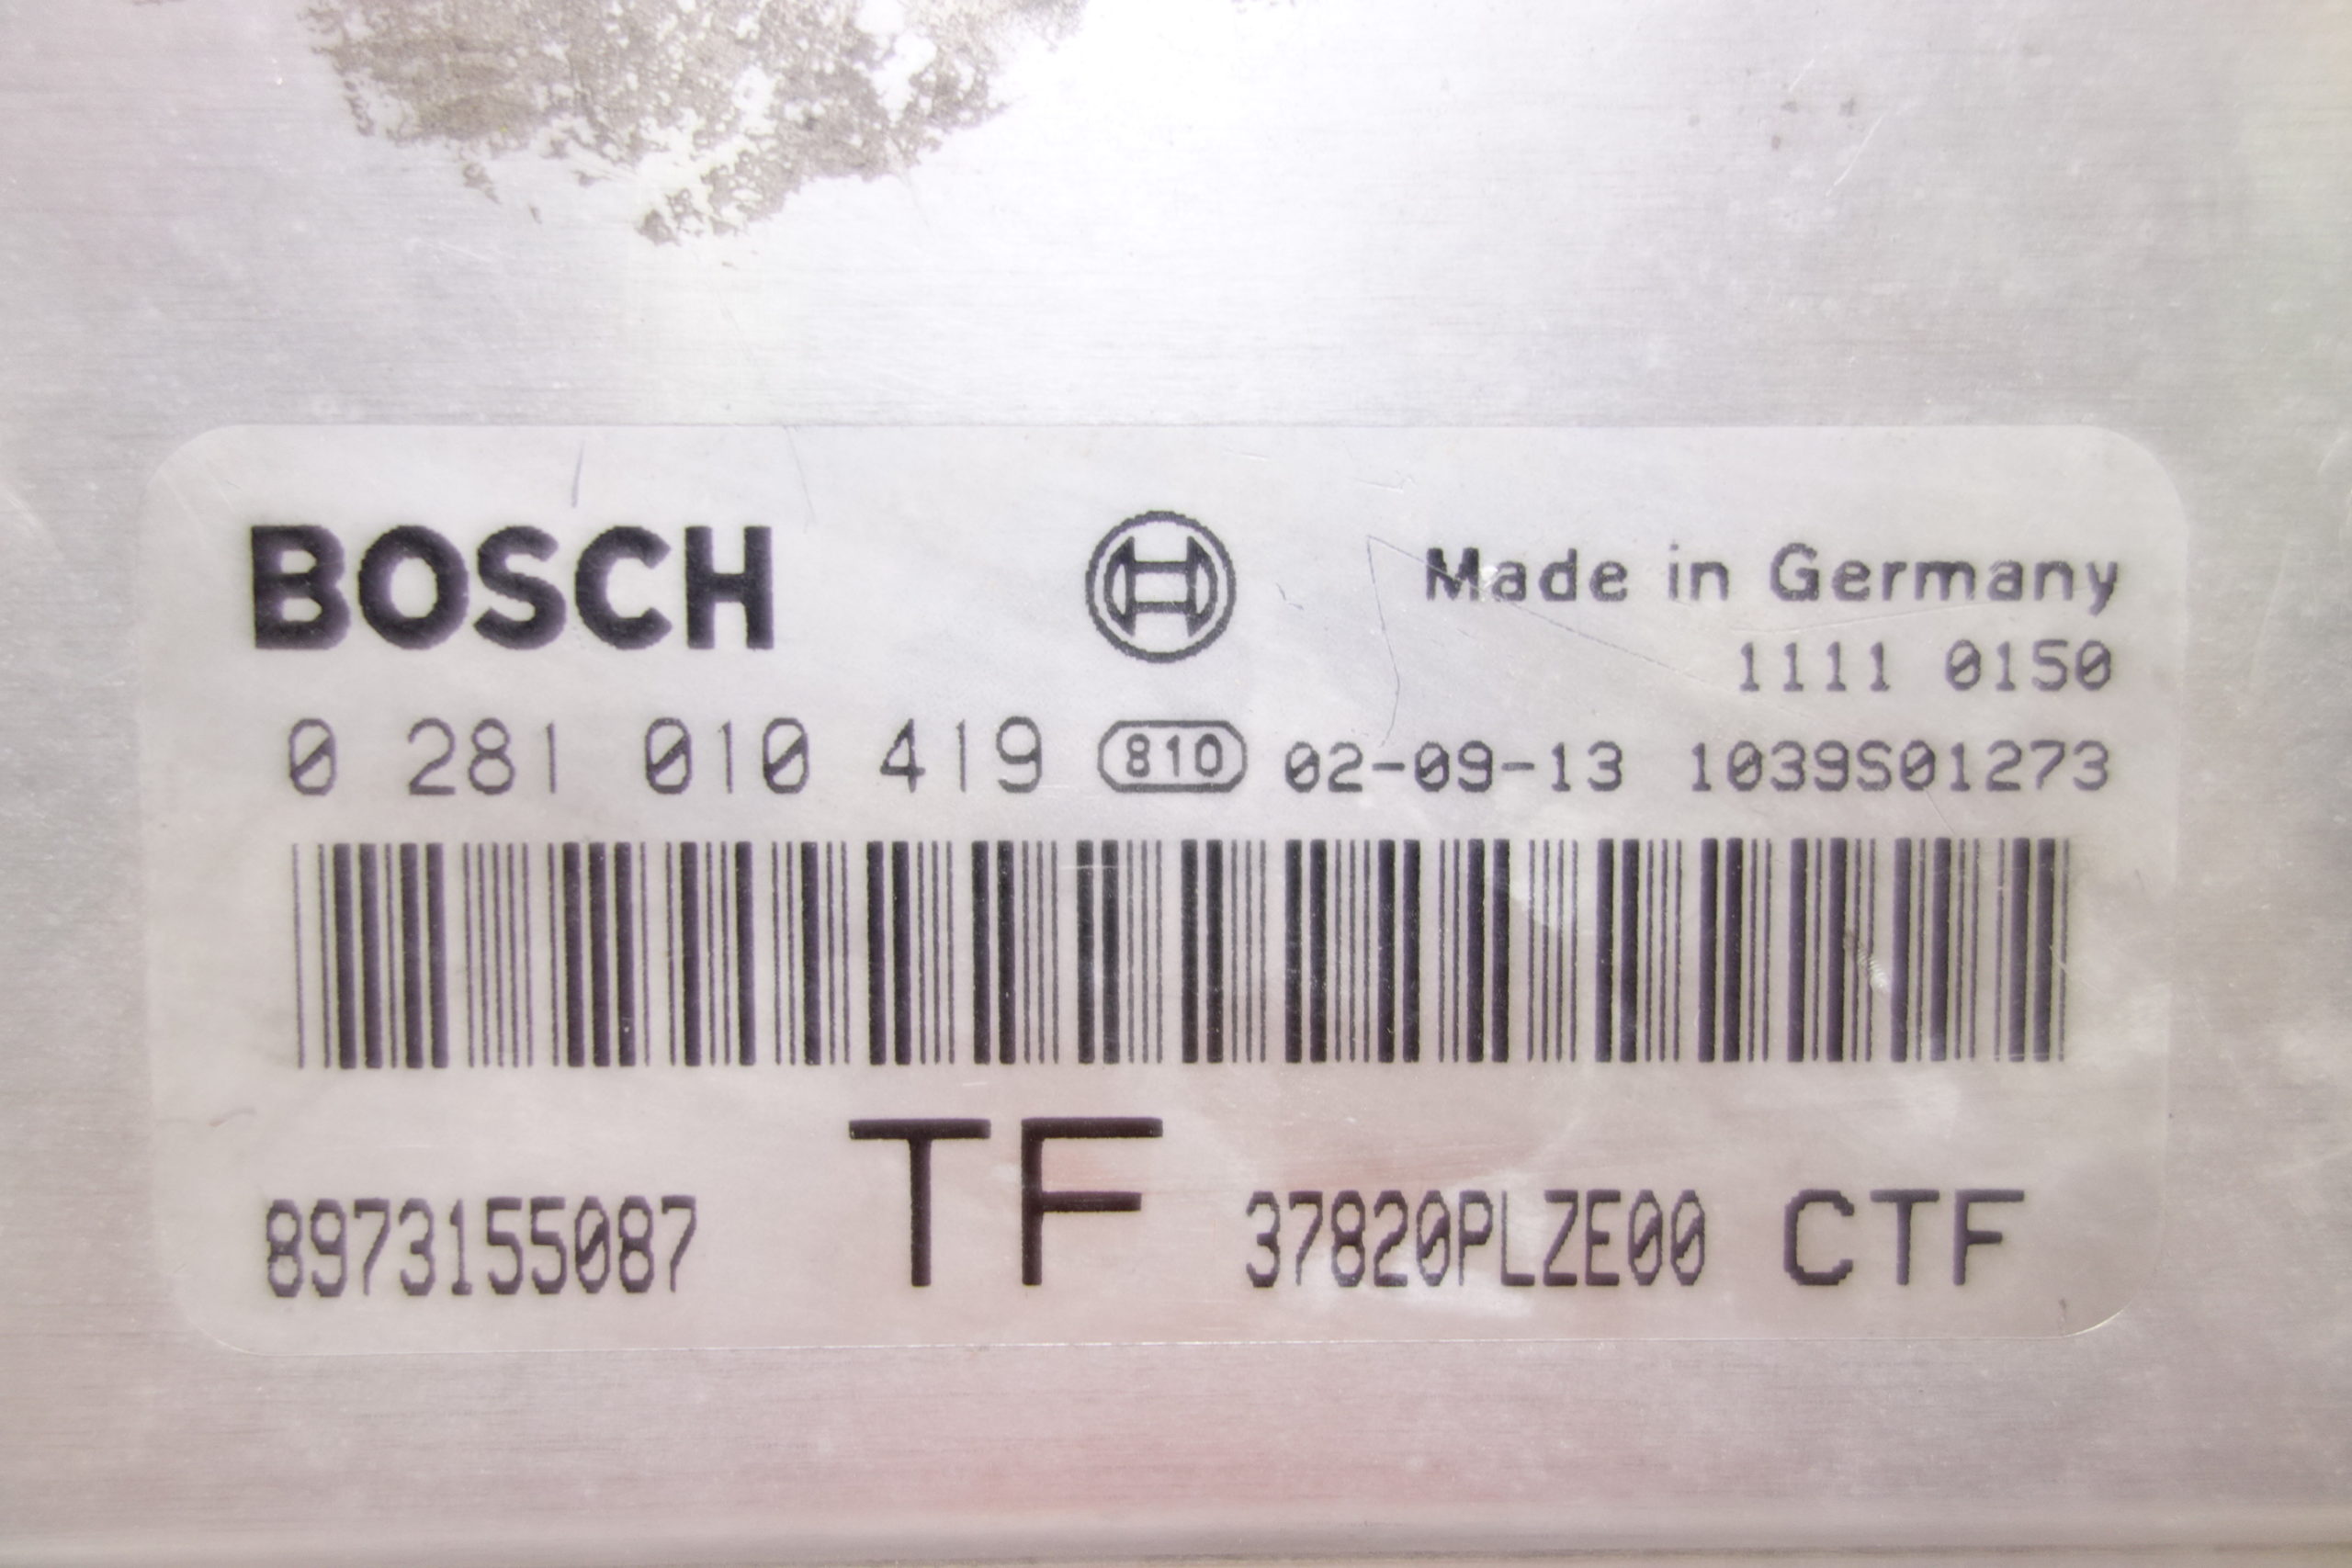 BOSCH Made in Germany
1111 0150
0 281 010 419 810 02-09-13 1039S01273
8973155087 TF 37820PLZE00 CTF